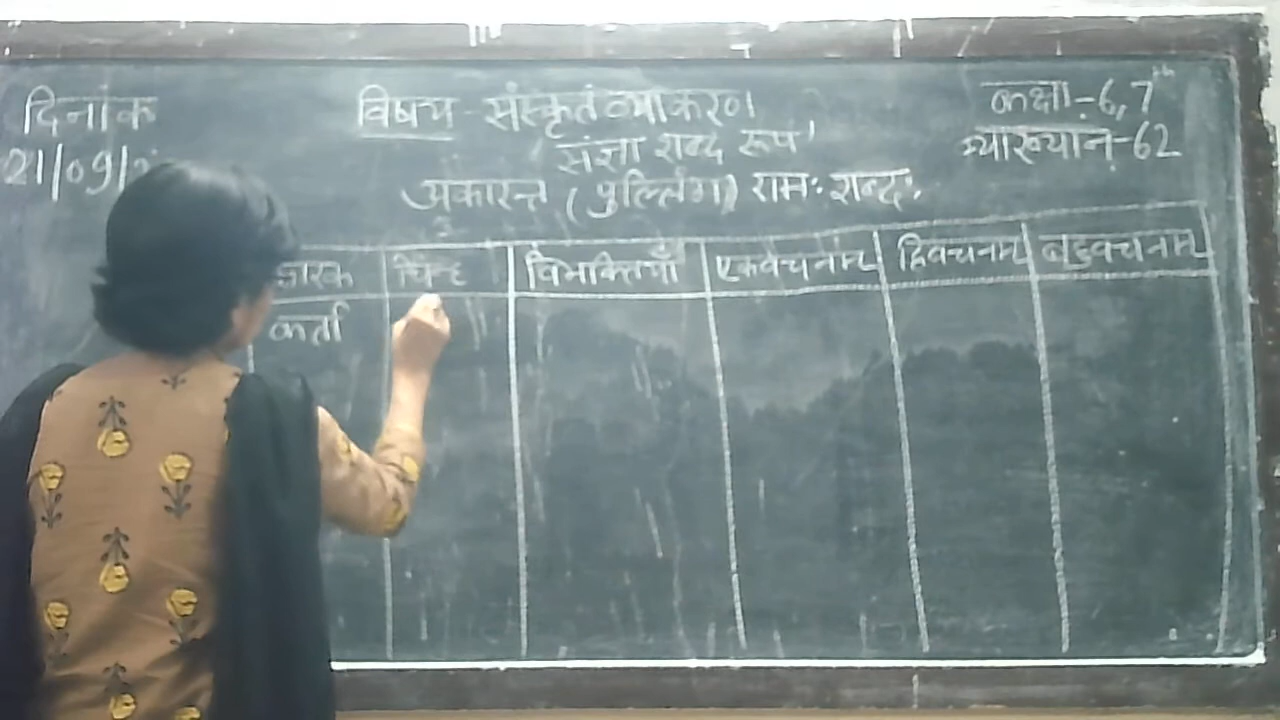 दिनांक
विषय - संस्कृतं व्याकरण
कक्षा - 6, 7th
21/09/
संज्ञा शब्द रूप
व्याख्यान - 62
अकारान्त (पुल्लिंग) रामः शब्दः
कारक चिन्ह विभक्तियाँ एकवचनम् द्विवचनम् बहुवचनम्
कर्ता